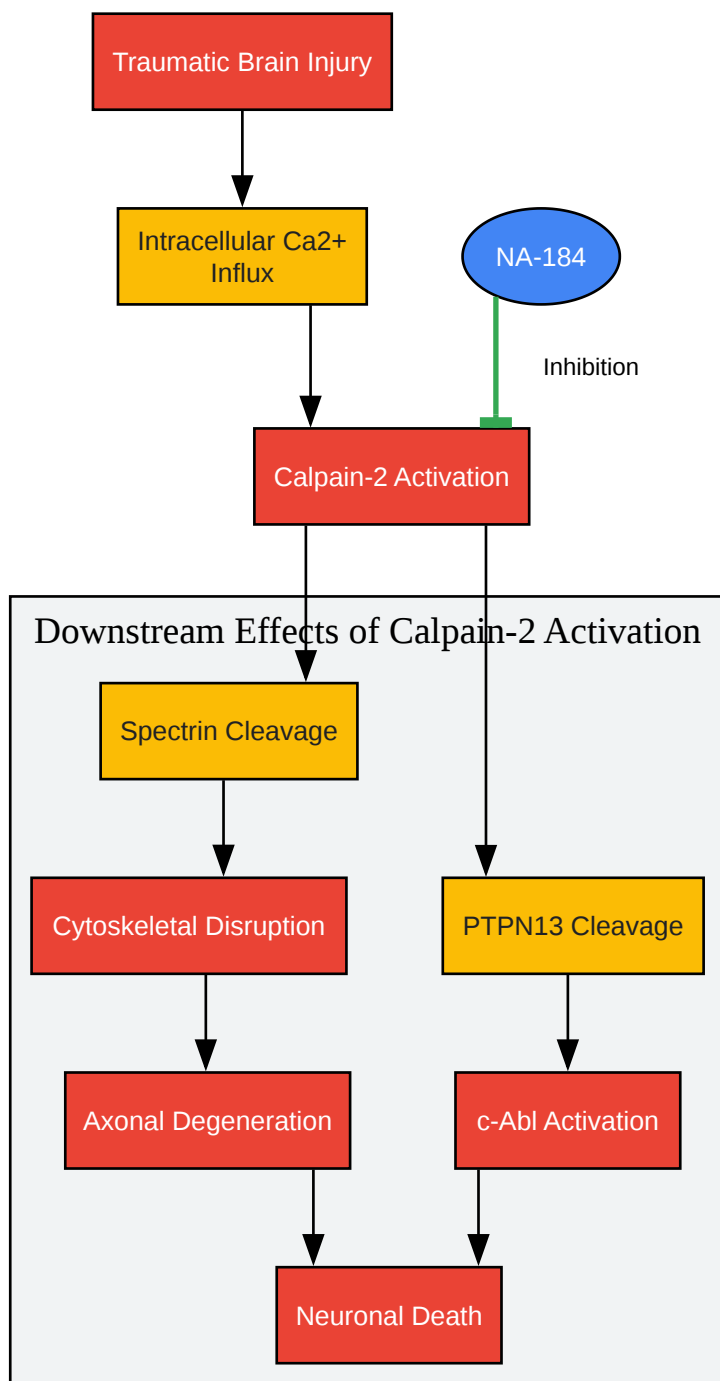 Traumatic Brain Injury
Intracellular Ca2+
Influx
NA-184
Inhibition
Calpain-2 Activation
Downstream Effects of Calpain-2 Activation
Spectrin Cleavage
Cytoskeletal Disruption
PTPN13 Cleavage
Axonal Degeneration
c-Abl Activation
Neuronal Death